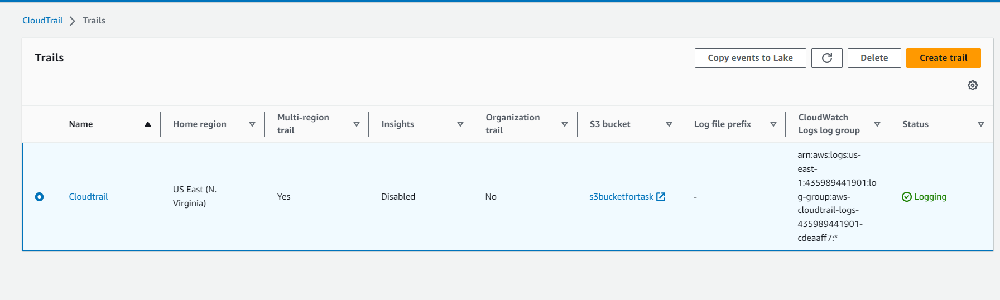 CloudTrail > Trails
Trails
Copy events to Lake
Delete
Create trail
Name
Home region
Multi-region
trail
Insights
Organization
trail
S3 bucket
Log file prefix
CloudWatch
Logs log group
Status
Cloudtrail
US East (N.
Virginia)
Yes
Disabled
No
s3bucketfortask
-
arn:aws:logs:us-
east-
1:435989441901:lo
g-group:aws-
cloudtrail-logs-
435989441901-
cdeaaff7:*
Logging